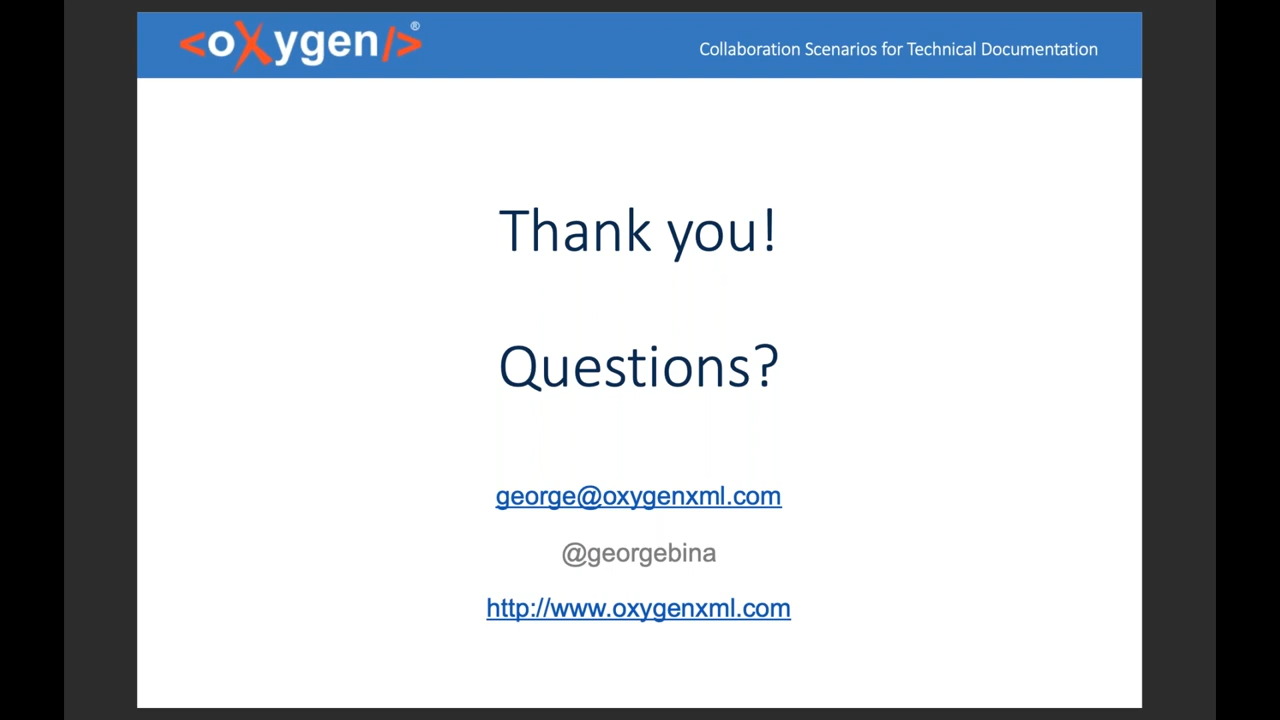 <oXygen/>®
Collaboration Scenarios for Technical Documentation
Thank you!
Questions?
george@oxygenxml.com
@georgebina
http://www.oxygenxml.com